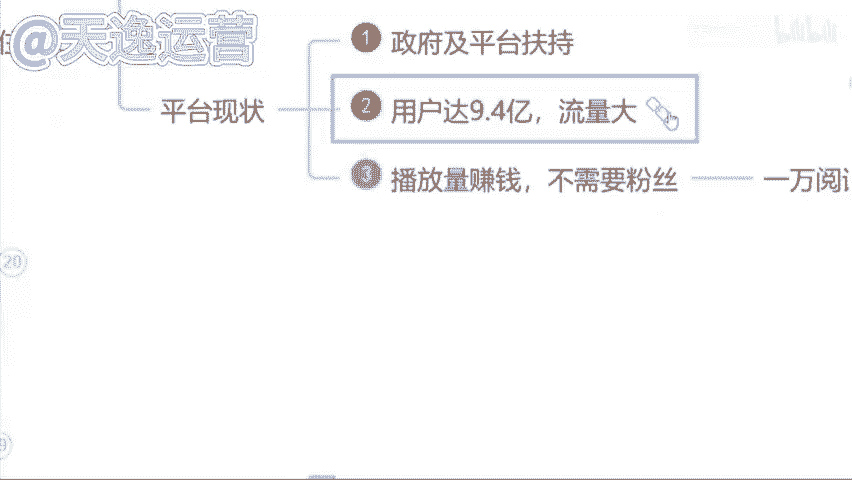 @天逸运营
bilibili
1 政府及平台扶持
平台现状
2 用户达9.4亿，流量大
3 播放量赚钱，不需要粉丝
一万阅
20